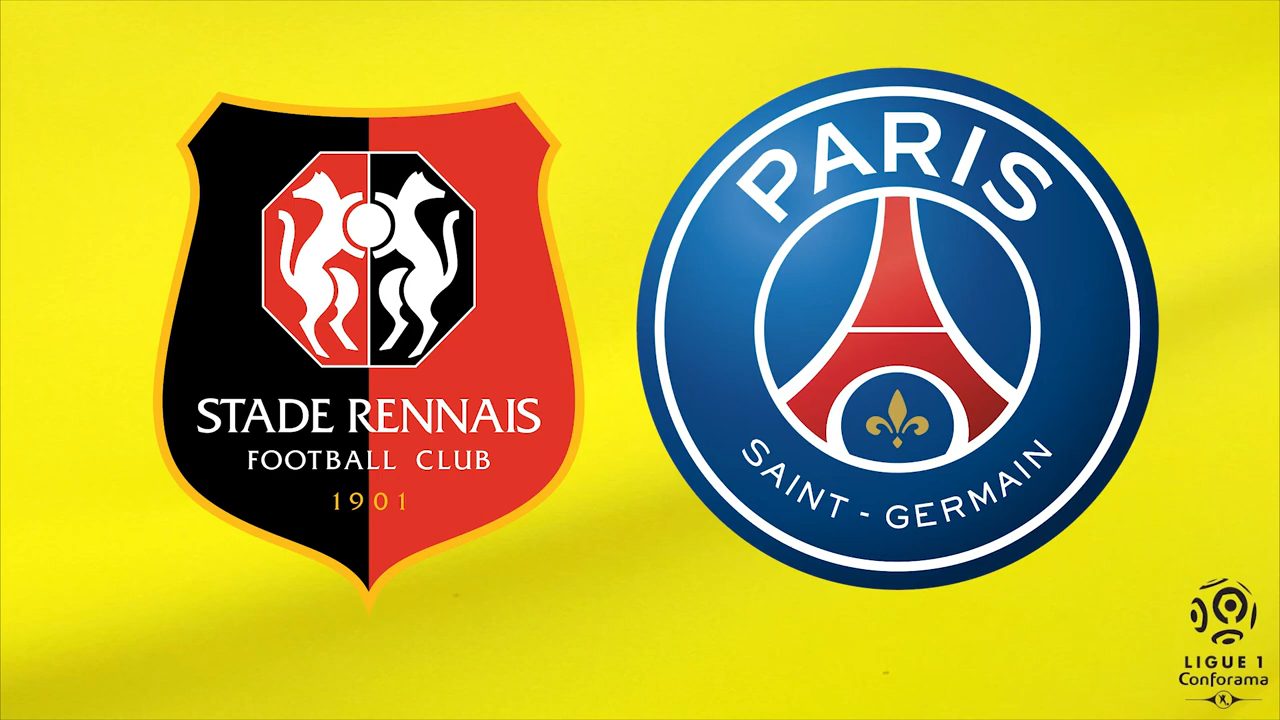 STADE RENNAIS
FOOTBALL CLUB
1901
PARIS
SAINT-GERMAIN
LIGUE 1
Conforama